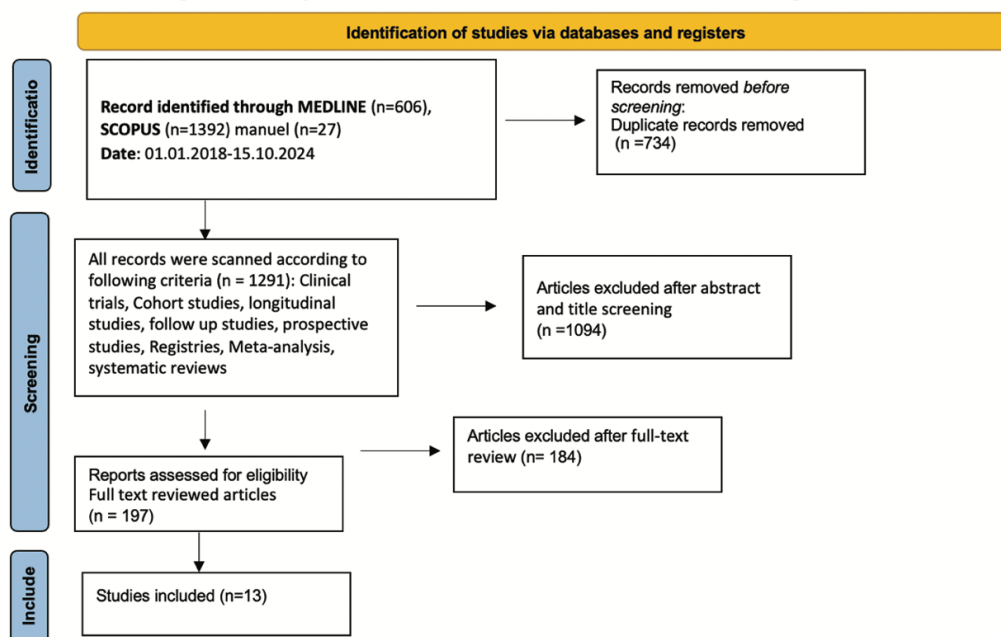 Identification of studies via databases and registers
Identificatio
Record identified through MEDLINE (n=606),
SCOPUS (n=1392) manuel (n=27)
Date: 01.01.2018-15.10.2024
Records removed before
screening:
Duplicate records removed
(n =734)
Screening
All records were scanned according to
following criteria (n = 1291): Clinical
trials, Cohort studies, longitudinal
studies, follow up studies, prospective
studies, Registries, Meta-analysis,
systematic reviews
Articles excluded after abstract
and title screening
(n =1094)
Reports assessed for eligibility
Full text reviewed articles
(n = 197)
Articles excluded after full-text
review (n= 184)
Include
Studies included (n=13)